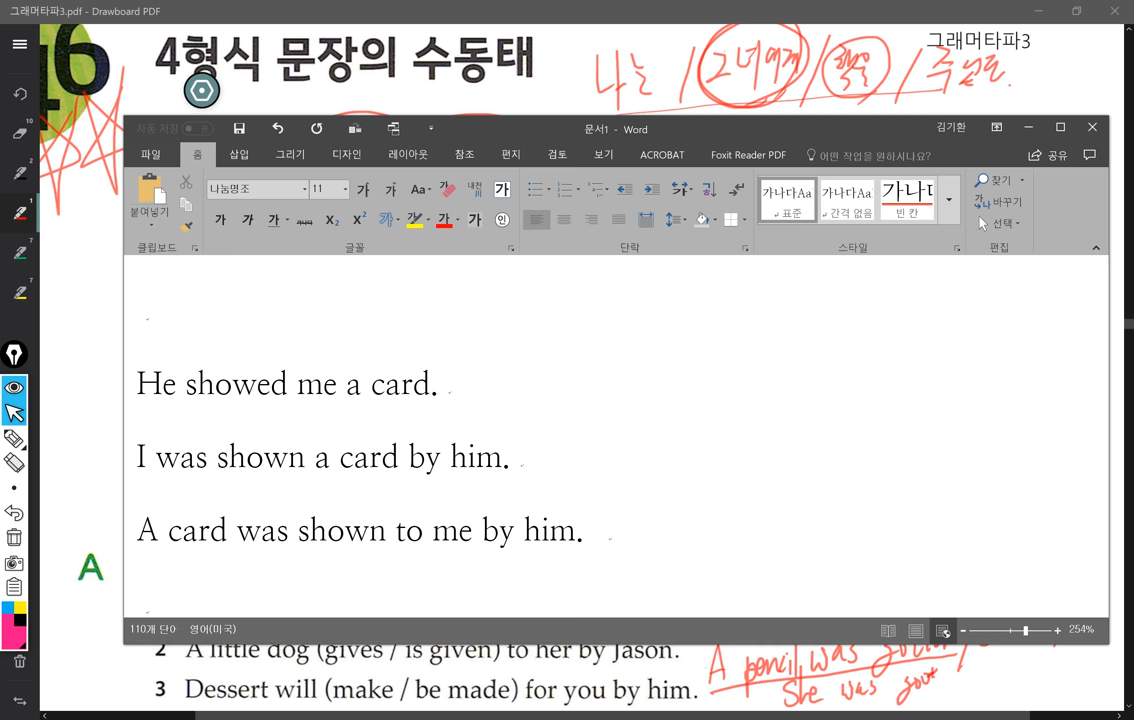 그래머타파3.pdf - Drawboard PDF
46 4형식 문장의 수동태
그래머타파3
나는 / 그녀에게 / 책을 / 주었다.
자동 저장
문서1 - Word
김기환
파일 홈 삽입 그리기 디자인 레이아웃 참조 편지 검토 보기 ACROBAT Foxit Reader PDF 어떤 작업을 원하시나요? 공유
붙여넣기
나눔명조 11
가나다Aa 가나다Aa 가나다
표준 간격 없음 빈 칸
찾기
바꾸기
선택
클립보드 글꼴 단락 스타일 편집
He showed me a card.
I was shown a card by him.
A card was shown to me by him.
A
110개 단어 영어(미국) 254%
2 A little dog (gives / is given) to her by Jason.
A pencil was
3 Dessert will (make / be made) for you by him.
She was